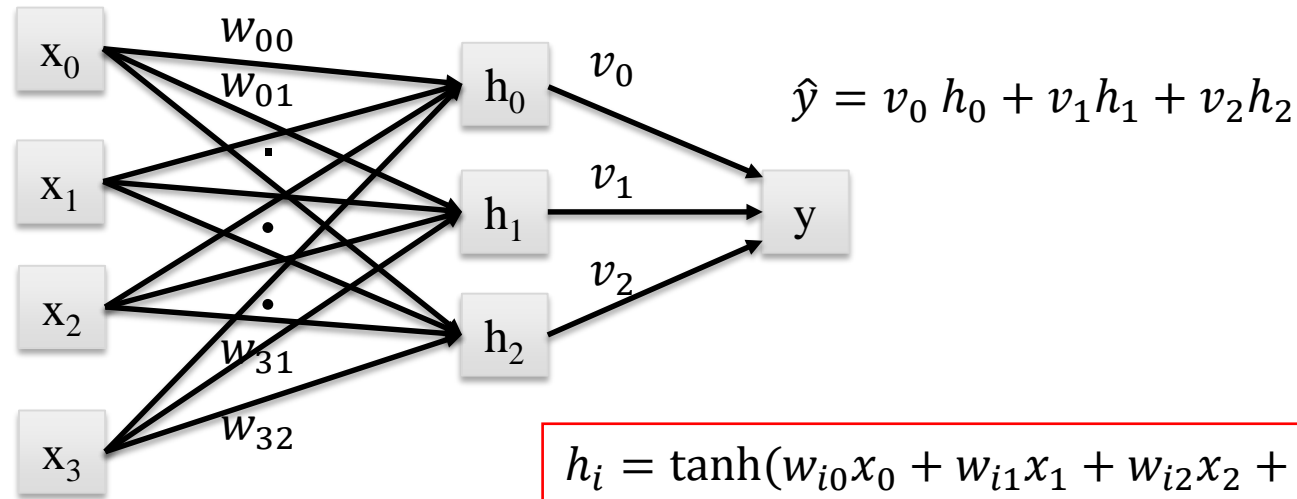 x₀
w₀₀
w₀₁
h₀
v₀
ŷ = v₀ h₀ + v₁h₁ + v₂h₂
x₁
h₁
v₁
y
x₂
h₂
v₂
w₃₁
w₃₂
x₃
hᵢ = tanh(wᵢ₀x₀ + wᵢ₁x₁ + wᵢ₂x₂ +